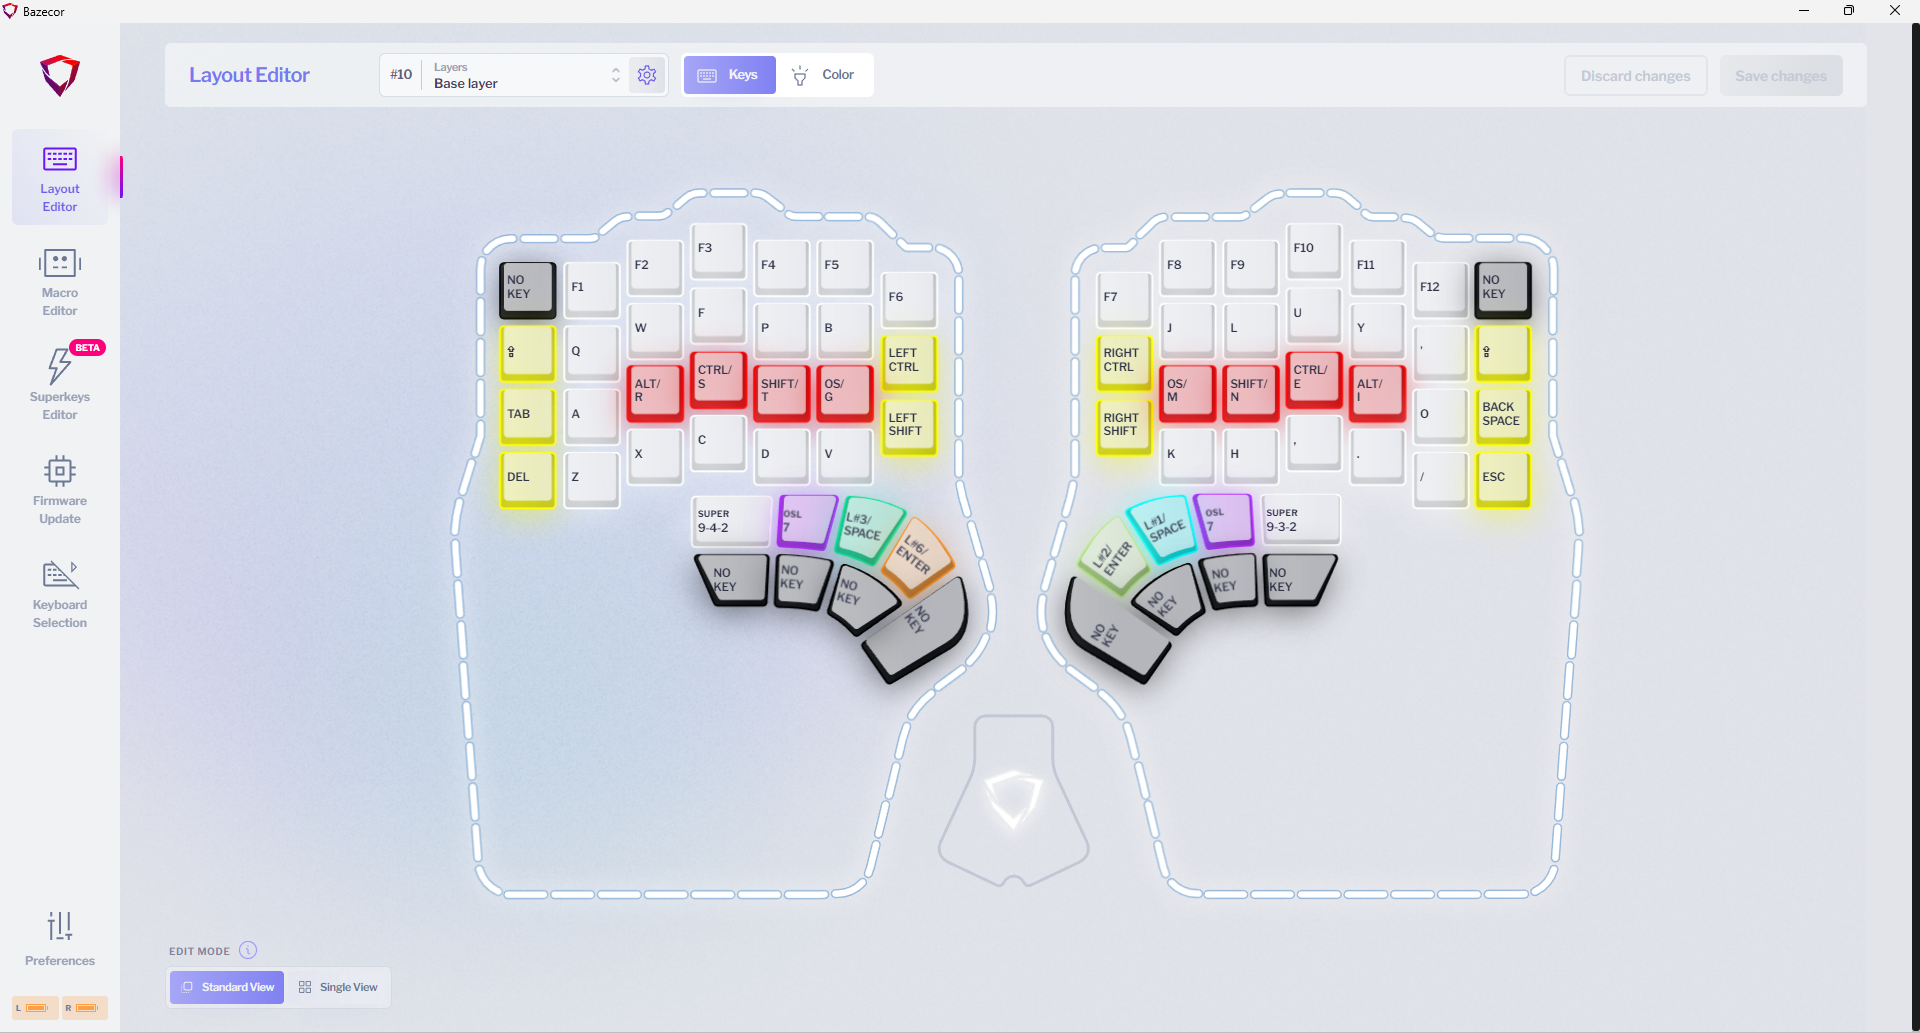 Bazecor
Layout Editor
#10
Layers
Base layer
Keys
Color
Discard changes
Save changes
Layout
Editor
Macro
Editor
BETA
Superkeys
Editor
Firmware
Update
Keyboard
Selection
Preferences
L
R
NO
KEY
F1
F2
F3
F4
F5
F6
⇪
Q
W
F
P
B
LEFT
CTRL
TAB
A
ALT/
R
CTRL/
S
SHIFT/
T
OS/
G
LEFT
SHIFT
DEL
Z
X
C
D
V
SUPER
9-4-2
OSL
7
L#3/
SPACE
L#6/
ENTER
NO
KEY
NO
KEY
NO
KEY
NO
KEY
F7
F8
F9
F10
F11
F12
NO
KEY
RIGHT
CTRL
J
L
U
Y
'
⇪
RIGHT
SHIFT
OS/
M
SHIFT/
N
CTRL/
E
ALT/
I
O
BACK
SPACE
K
H
,
.
/
ESC
L#2/
ENTER
L#1/
SPACE
OSL
7
SUPER
9-3-2
NO
KEY
NO
KEY
NO
KEY
NO
KEY
EDIT MODE
i
Standard View
Single View